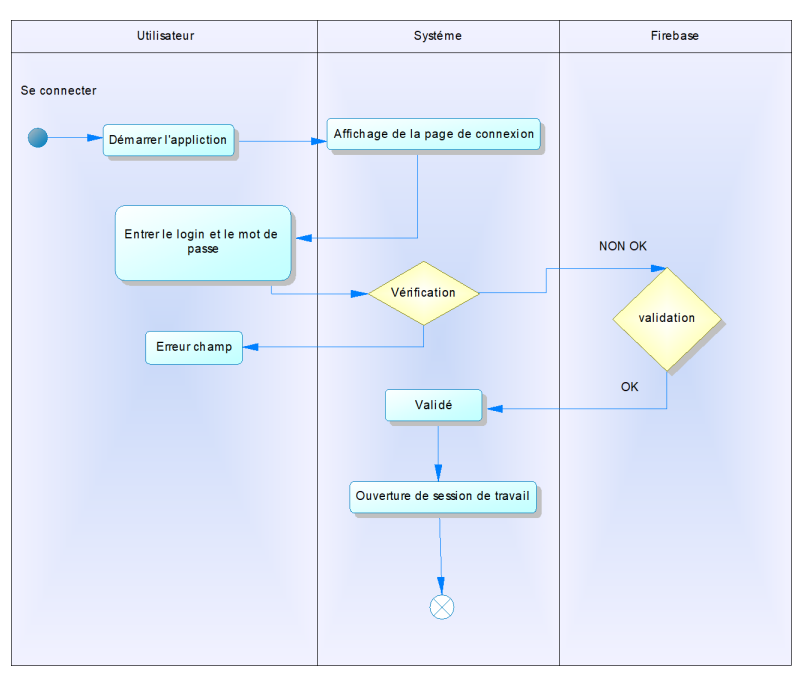 Utilisateur
Systéme
Firebase
Se connecter
Démarrer l'appliction
Affichage de la page de connexion
Entrer le login et le mot de
passe
NON OK
Vérification
validation
Erreur champ
OK
Validé
Ouverture de session de travail